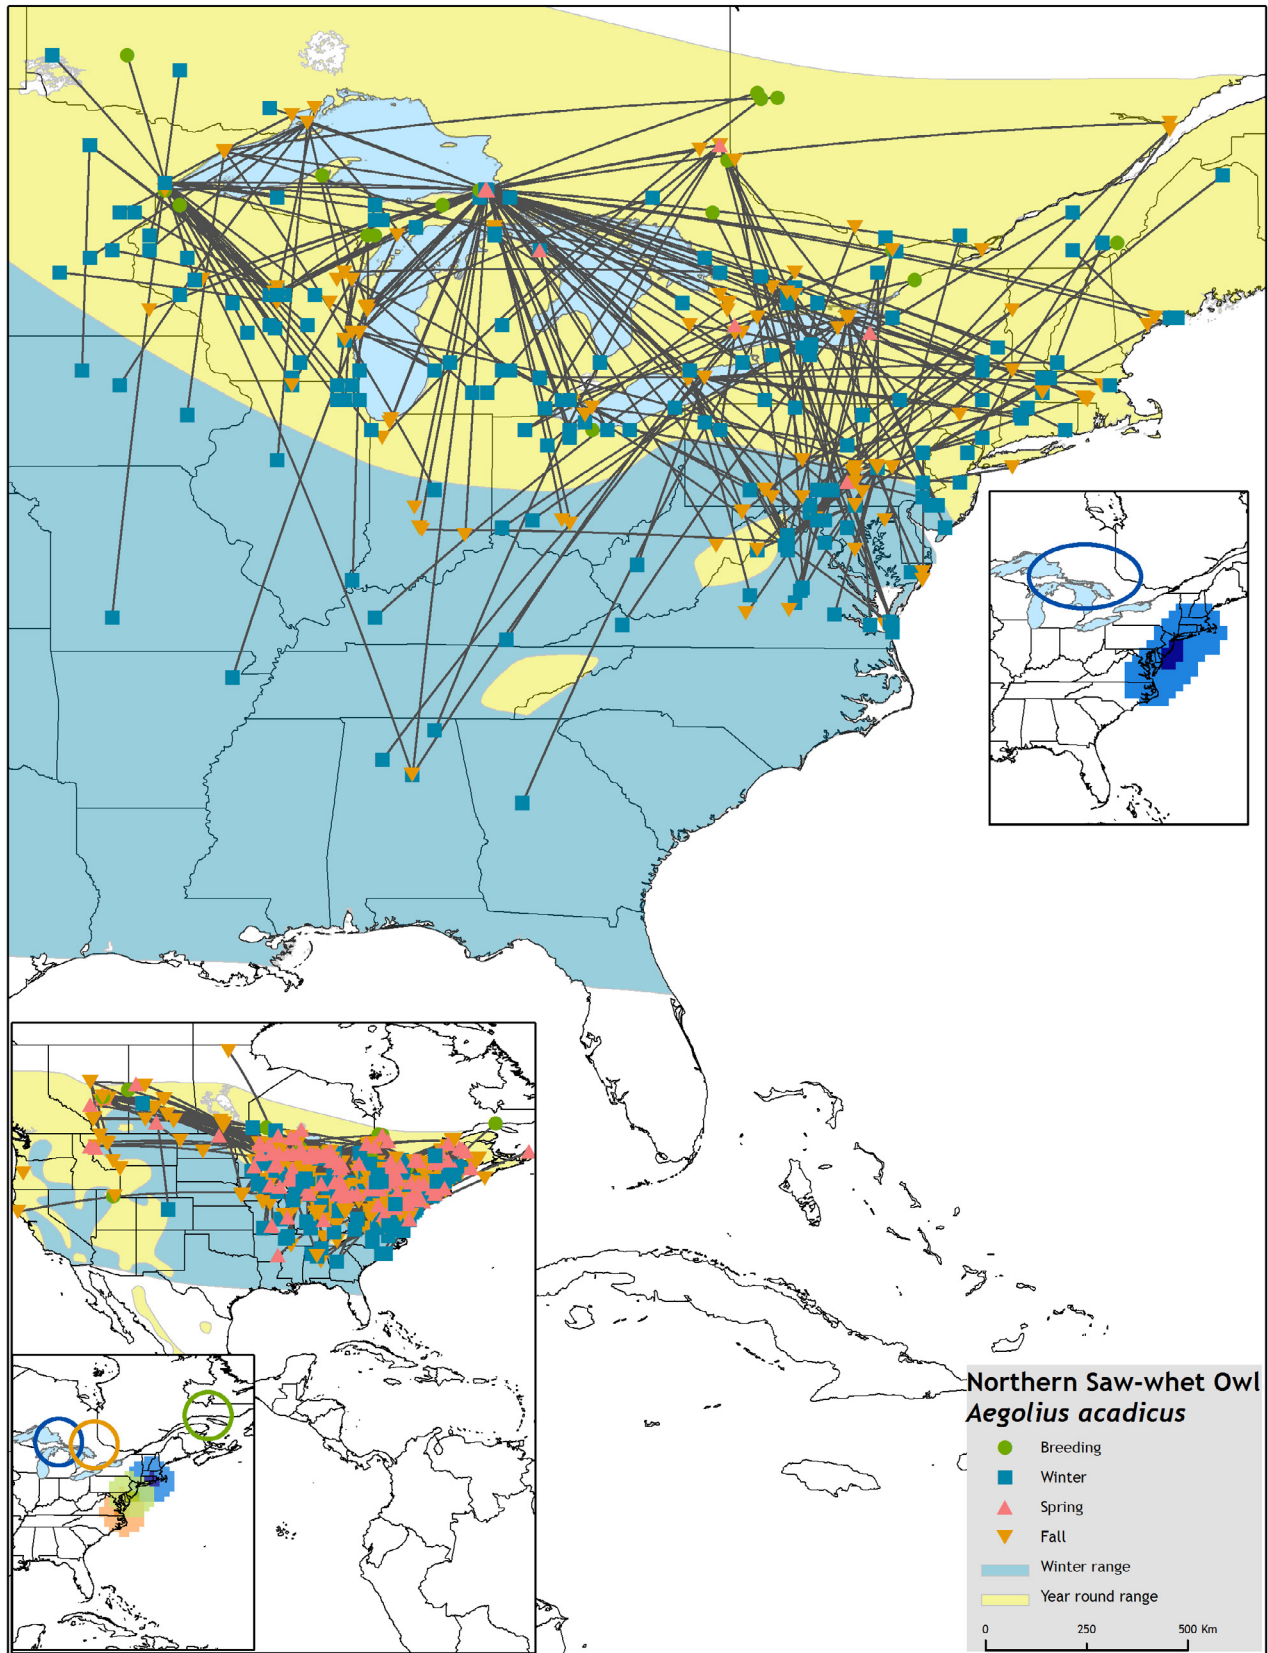 Northern Saw-whet Owl
Aegolius acadicus
Breeding
Winter
Spring
Fall
Winter range
Year round range
0 250 500 Km